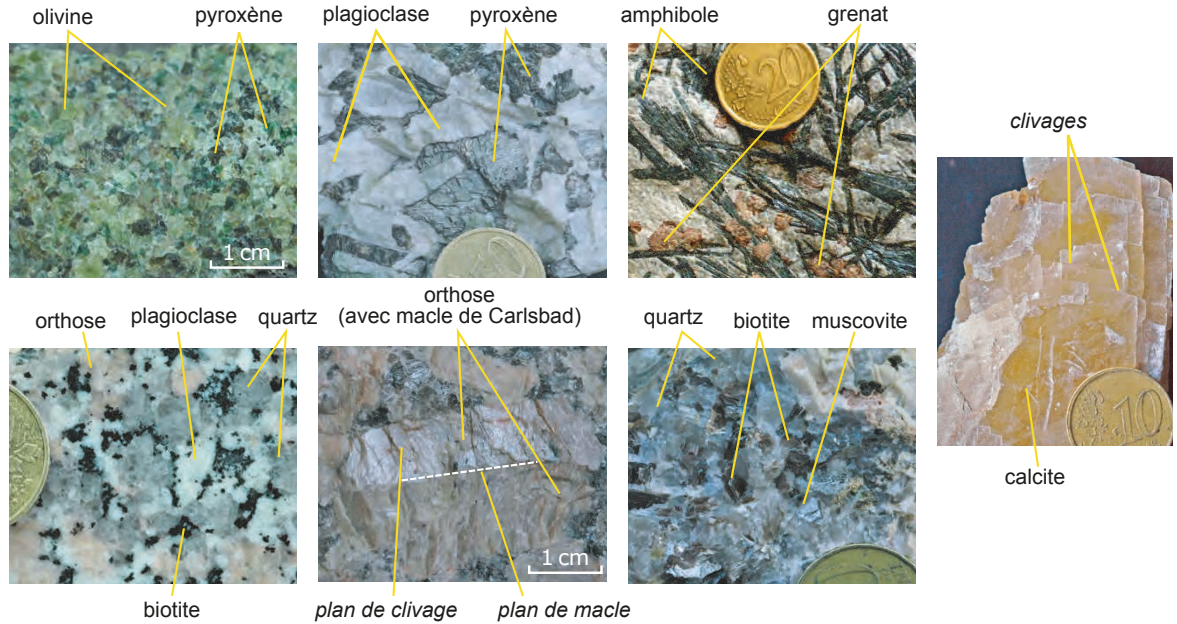 olivine
pyroxène
plagioclase
pyroxène
amphibole
grenat
20
1 cm
clivages
10
calcite
orthose
plagioclase
quartz
orthose
(avec macle de Carlsbad)
quartz
biotite
muscovite
1 cm
biotite
plan de clivage
plan de macle